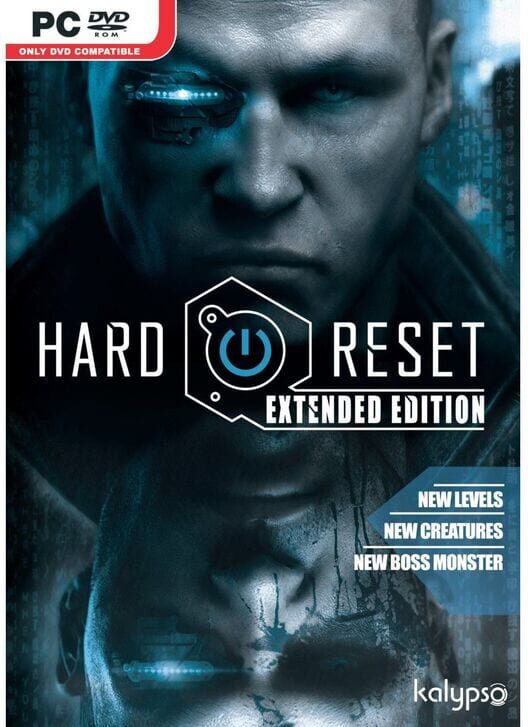 PC DVD
ROM
ONLY DVD COMPATIBLE
HARD RESET
EXTENDED EDITION
NEW LEVELS
NEW CREATURES
NEW BOSS MONSTER
kalypso